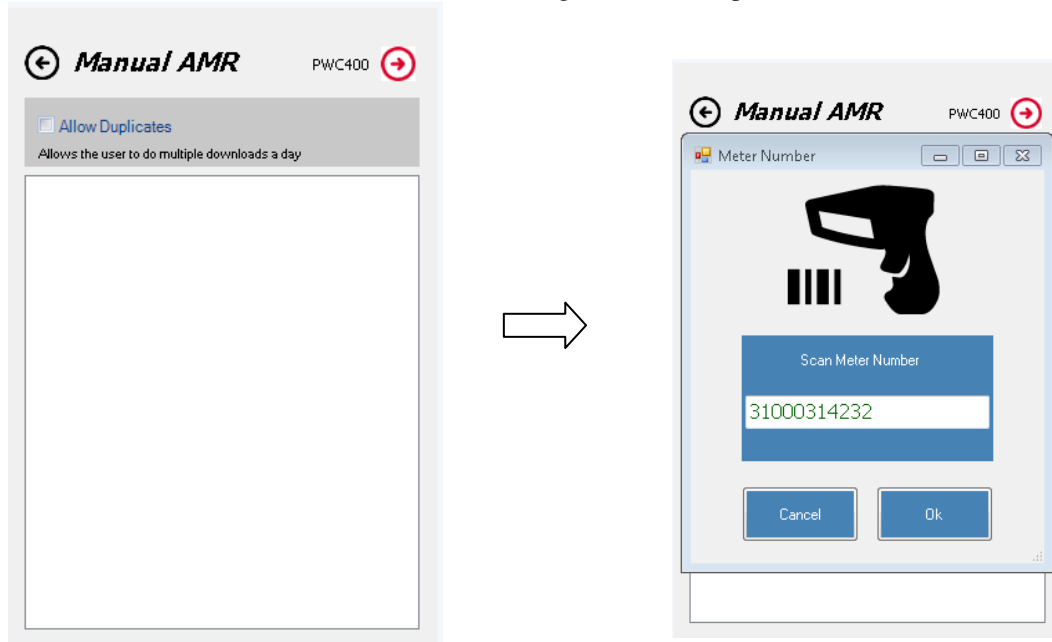 Manual AMR PWC400
Allow Duplicates
Allows the user to do multiple downloads a day
Manual AMR PWC400
Meter Number
Scan Meter Number
31000314232
Cancel Ok